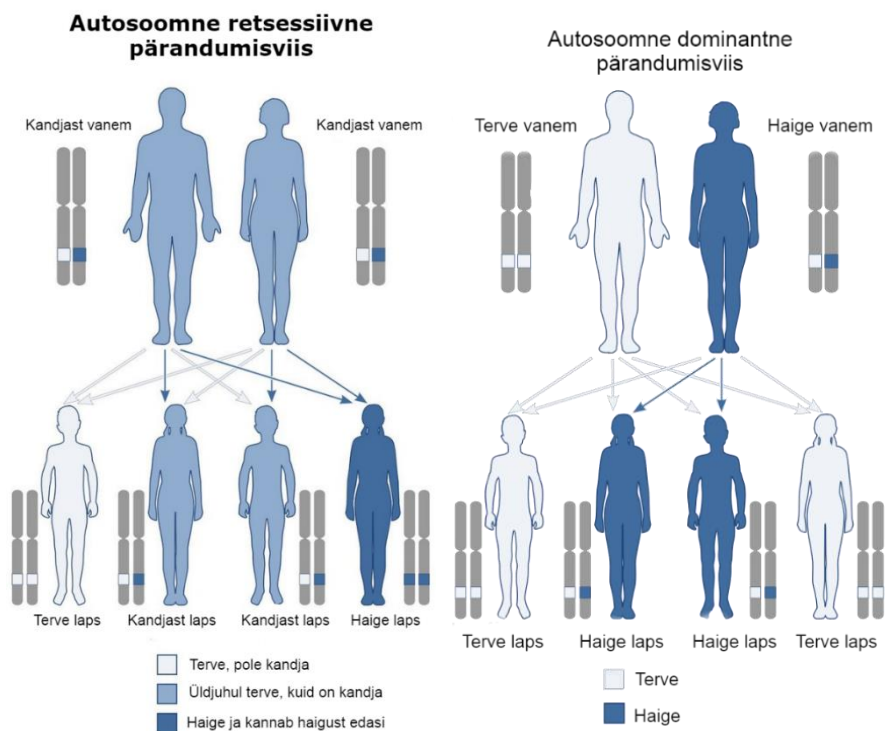 Autosoomne retsessiivne
pärandumisviis
Kandjast vanem
Kandjast vanem
Terve laps
Kandjast laps
Kandjast laps
Haige laps
Terve, pole kandja
Üldjuhul terve, kuid on kandja
Haige ja kannab haigust edasi
Autosoomne dominantne
pärandumisviis
Terve vanem
Haige vanem
Terve laps
Haige laps
Haige laps
Terve laps
Terve
Haige